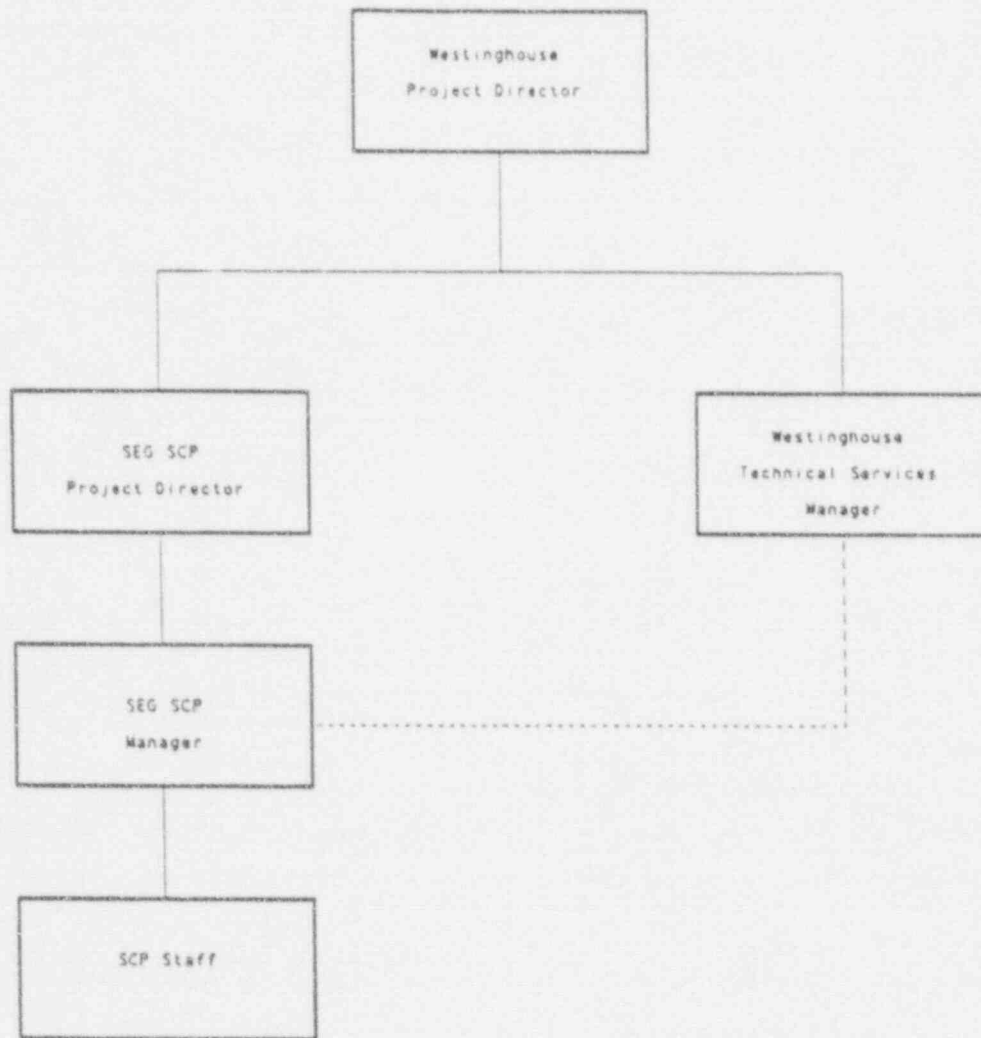 Westinghouse
Project Director
SEG SCP
Project Director
Westinghouse
Technical Services
Manager
SEG SCP
Manager
SCP Staff